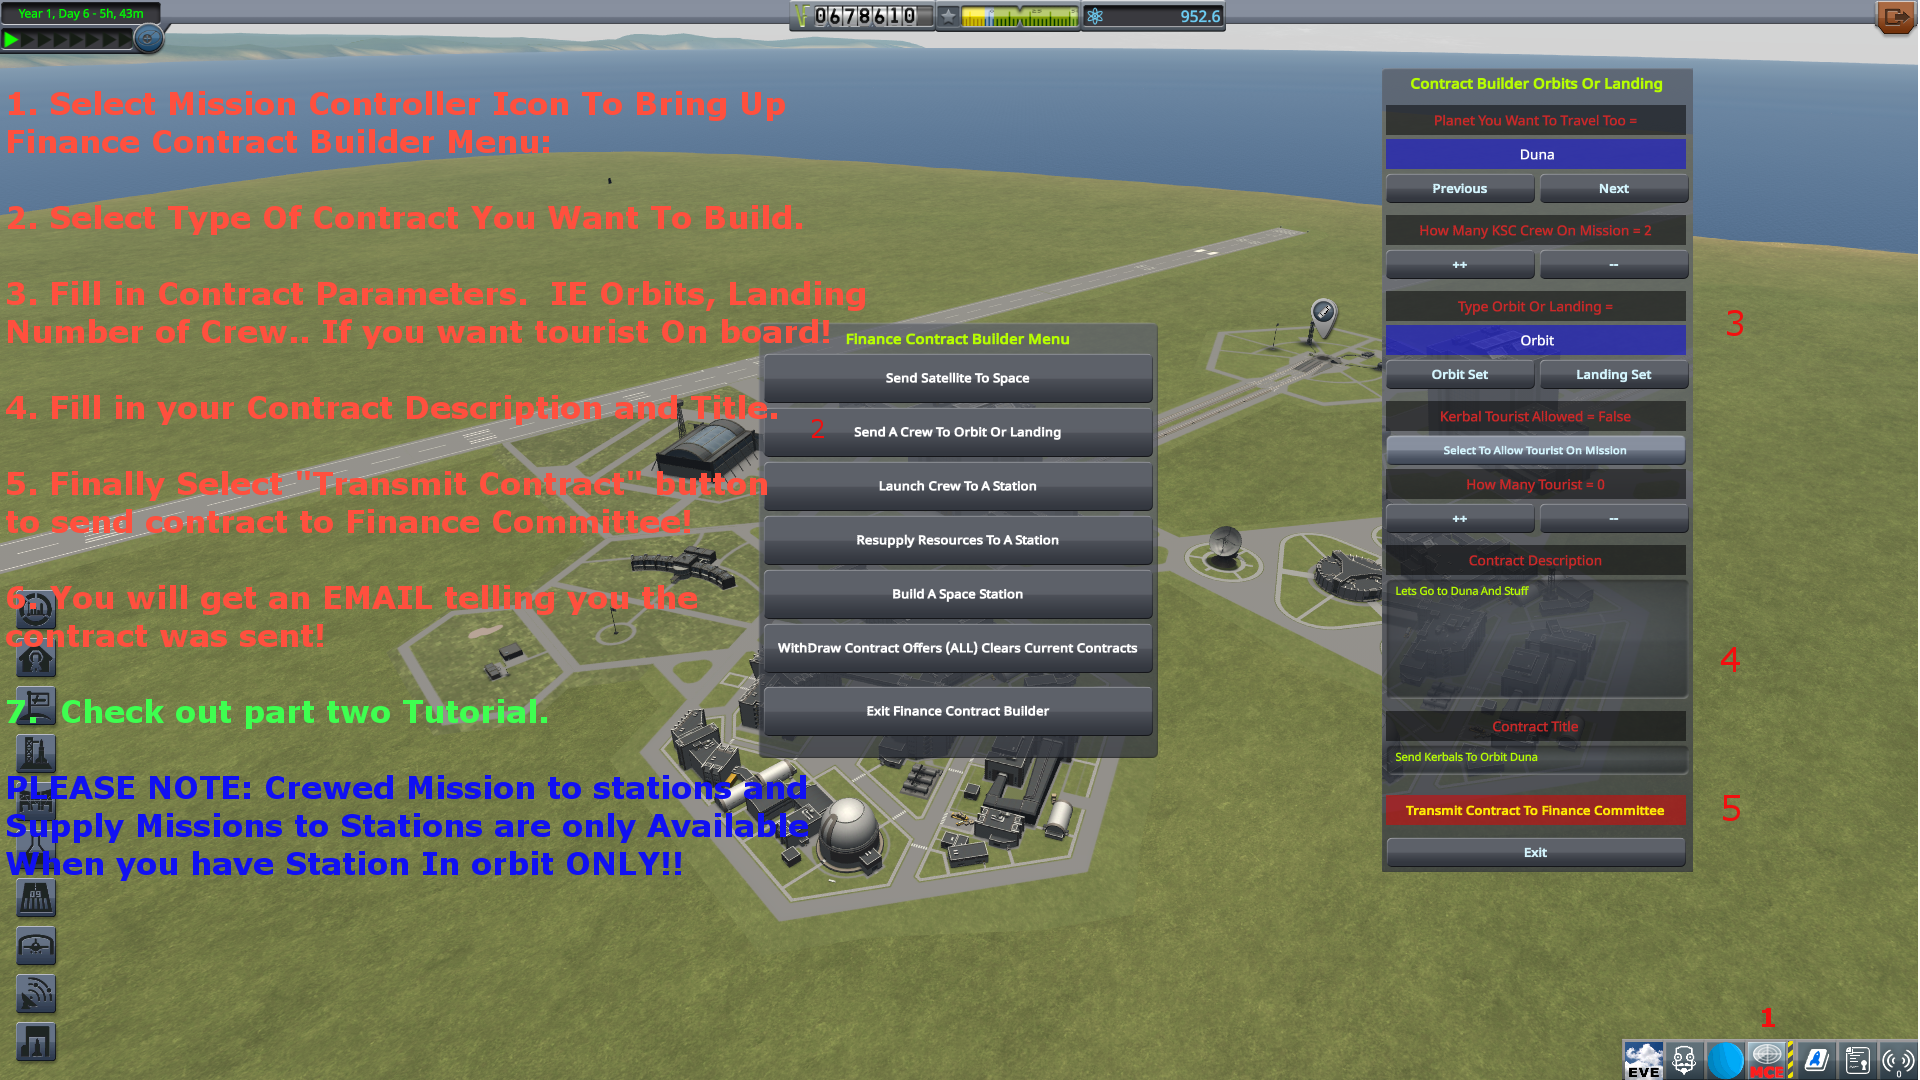 Year 1, Day 6 - 5h, 43m
0678610
952.6
1. Select Mission Controller Icon To Bring Up
Finance Contract Builder Menu:
2. Select Type Of Contract You Want To Build.
3. Fill in Contract Parameters.  IE Orbits, Landing
Number of Crew.. If you want tourist On board!
4. Fill in your Contract Description and Title.
5. Finally Select "Transmit Contract" button
to send contract to Finance Committee!
6. You will get an EMAIL telling you the
contract was sent!
7.  Check out part two Tutorial.
PLEASE NOTE: Crewed Mission to stations and
Supply Missions to Stations are only Available
When you have Station In orbit ONLY!!
Finance Contract Builder Menu
Send Satellite To Space
2
Send A Crew To Orbit Or Landing
Launch Crew To A Station
Resupply Resources To A Station
Build A Space Station
WithDraw Contract Offers (ALL) Clears Current Contracts
Exit Finance Contract Builder
Contract Builder Orbits Or Landing
Planet You Want To Travel Too =
Duna
Previous
Next
How Many KSC Crew On Mission = 2
++
--
Type Orbit Or Landing =
3
Orbit
Orbit Set
Landing Set
Kerbal Tourist Allowed = False
Select To Allow Tourist On Mission
How Many Tourist = 0
++
--
Contract Description
Lets Go to Duna And Stuff
4
Contract Title
Send Kerbals To Orbit Duna
Transmit Contract To Finance Committee
5
Exit
1
EVE
MCE
0
09